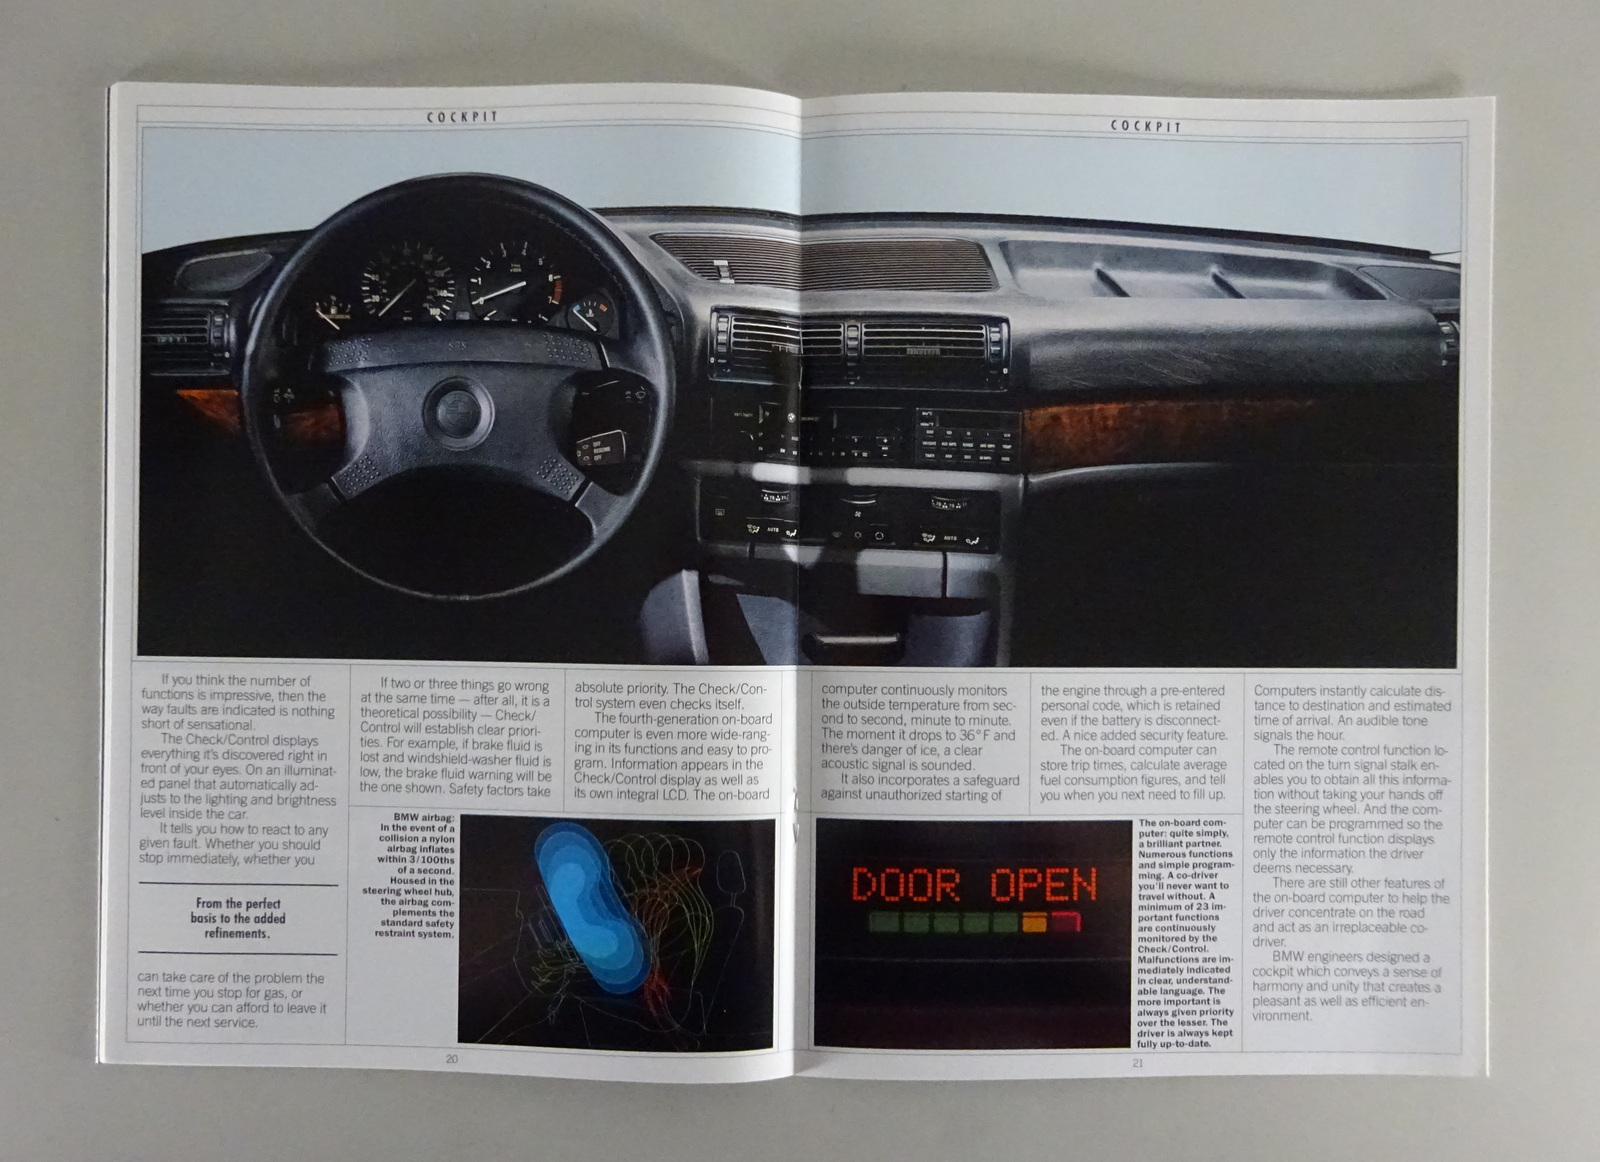 COCKPIT
COCKPIT
SRS
OFF
RESUME
OFF
AUTO
AUTO
If you think the number of
functions is impressive, then the
way faults are indicated is nothing
short of sensational.
The Check/Control displays
everything it's discovered right in
front of your eyes. On an illuminat-
ed panel that automatically ad-
justs to the lighting and brightness
level inside the car.
It tells you how to react to any
given fault. Whether you should
stop immediately, whether you
From the perfect
basis to the added
refinements.
can take care of the problem the
next time you stop for gas, or
whether you can afford to leave it
until the next service.
If two or three things go wrong
at the same time — after all, it is a
theoretical possibility — Check/
Control will establish clear priori-
ties. For example, if brake fluid is
lost and windshield-washer fluid is
low, the brake fluid warning will be
the one shown. Safety factors take
absolute priority. The Check/Con-
trol system even checks itself.
The fourth-generation on-board
computer is even more wide-rang-
ing in its functions and easy to pro-
gram. Information appears in the
Check/Control display as well as
its own integral LCD. The on-board
BMW airbag:
In the event of a
collision a nylon
airbag inflates
within 3/100ths
of a second.
Housed in the
steering wheel hub,
the airbag com-
plements the
standard safety
restraint system.
20
computer continuously monitors
the outside temperature from sec-
ond to second, minute to minute.
The moment it drops to 36°F and
there's danger of ice, a clear
acoustic signal is sounded.
It also incorporates a safeguard
against unauthorized starting of
the engine through a pre-entered
personal code, which is retained
even if the battery is disconnect-
ed. A nice added security feature.
The on-board computer can
store trip times, calculate average
fuel consumption figures, and tell
you when you next need to fill up.
DOOR OPEN
The on-board com-
puter: quite simply,
a brilliant partner.
Numerous functions
and simple program-
ming. A co-driver
you'll never want to
travel without. A
minimum of 23 im-
portant functions
are continuously
monitored by the
Check/Control.
Malfunctions are im-
mediately indicated
in clear, understand-
able language. The
more important is
always given priority
over the lesser. The
driver is always kept
fully up-to-date.
Computers instantly calculate dis-
tance to destination and estimated
time of arrival. An audible tone
signals the hour.
The remote control function lo-
cated on the turn signal stalk en-
ables you to obtain all this informa-
tion without taking your hands off
the steering wheel. And the com-
puter can be programmed so the
remote control function displays
only the information the driver
deems necessary.
There are still other features of
the on-board computer to help the
driver concentrate on the road
and act as an irreplaceable co-
driver.
BMW engineers designed a
cockpit which conveys a sense of
harmony and unity that creates a
pleasant as well as efficient en-
vironment.
21